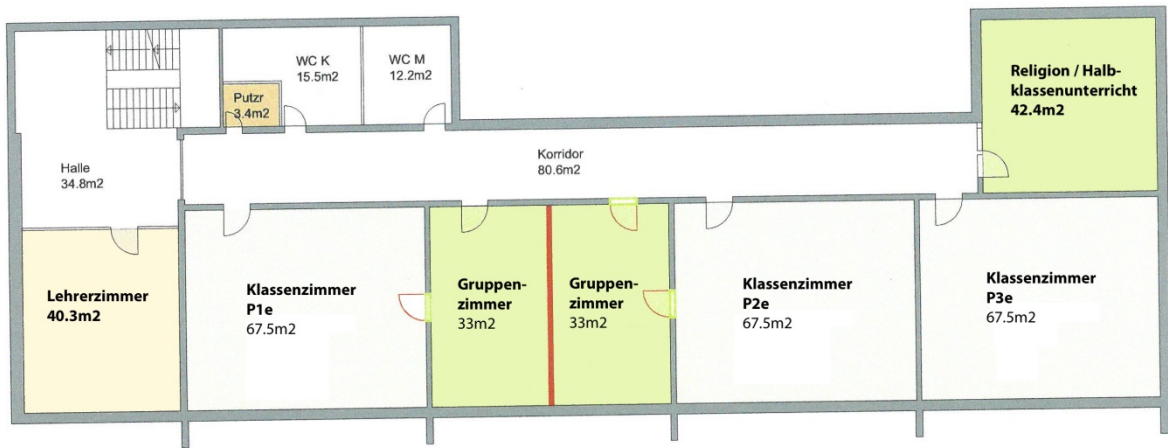 WC K
15.5m2
WC M
12.2m2
Putzr
3.4m2
Religion / Halb-
klassenunterricht
42.4m2
Halle
34.8m2
Korridor
80.6m2
Lehrerzimmer
40.3m2
Klassenzimmer
P1e
67.5m2
Gruppen-
zimmer
33m2
Gruppen-
zimmer
33m2
Klassenzimmer
P2e
67.5m2
Klassenzimmer
P3e
67.5m2